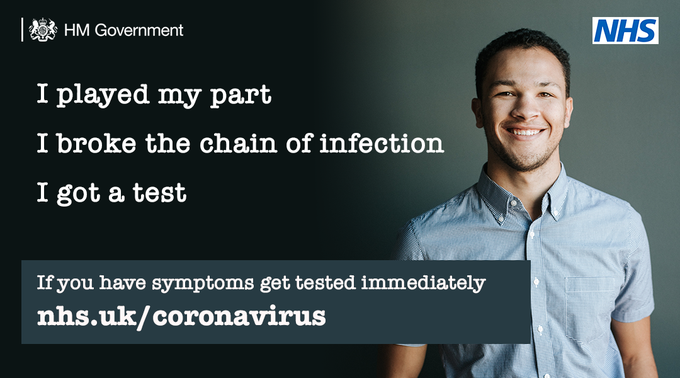 HM Government
NHS
I played my part
I broke the chain of infection
I got a test
If you have symptoms get tested immediately
nhs.uk/coronavirus